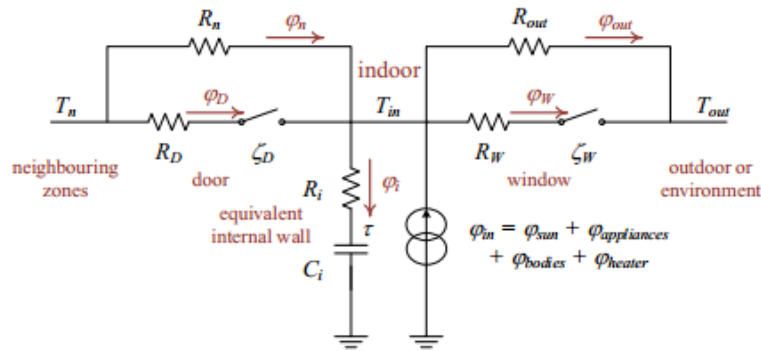 R_n φ_n R_out φ_out
indoor
T_n φ_D T_in φ_W T_out
R_D ζ_D R_W ζ_W
neighbouring
zones
door
window
outdoor or
environment
R_i φ_i
equivalent
internal wall
τ
C_i
φ_in = φ_sun + φ_appliances
+ φ_bodies + φ_heater